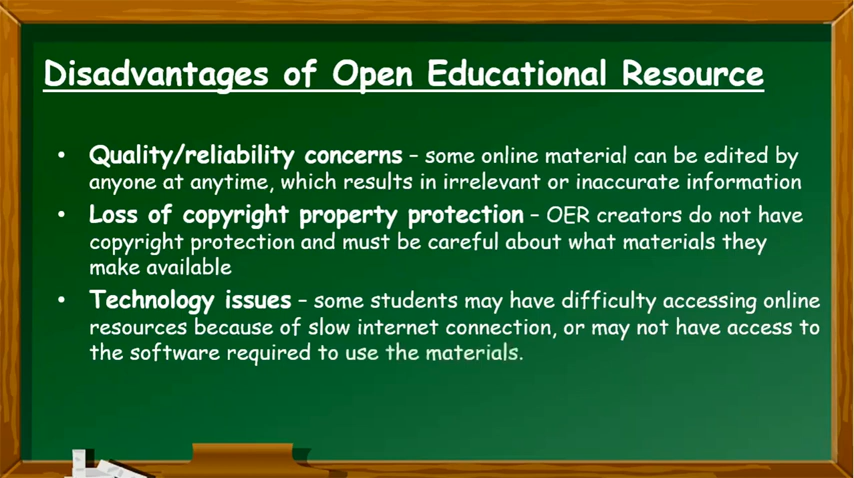 Disadvantages of Open Educational Resource
• Quality/reliability concerns – some online material can be edited by
anyone at anytime, which results in irrelevant or inaccurate information
• Loss of copyright property protection – OER creators do not have
copyright protection and must be careful about what materials they
make available
• Technology issues – some students may have difficulty accessing online
resources because of slow internet connection, or may not have access to
the software required to use the materials.